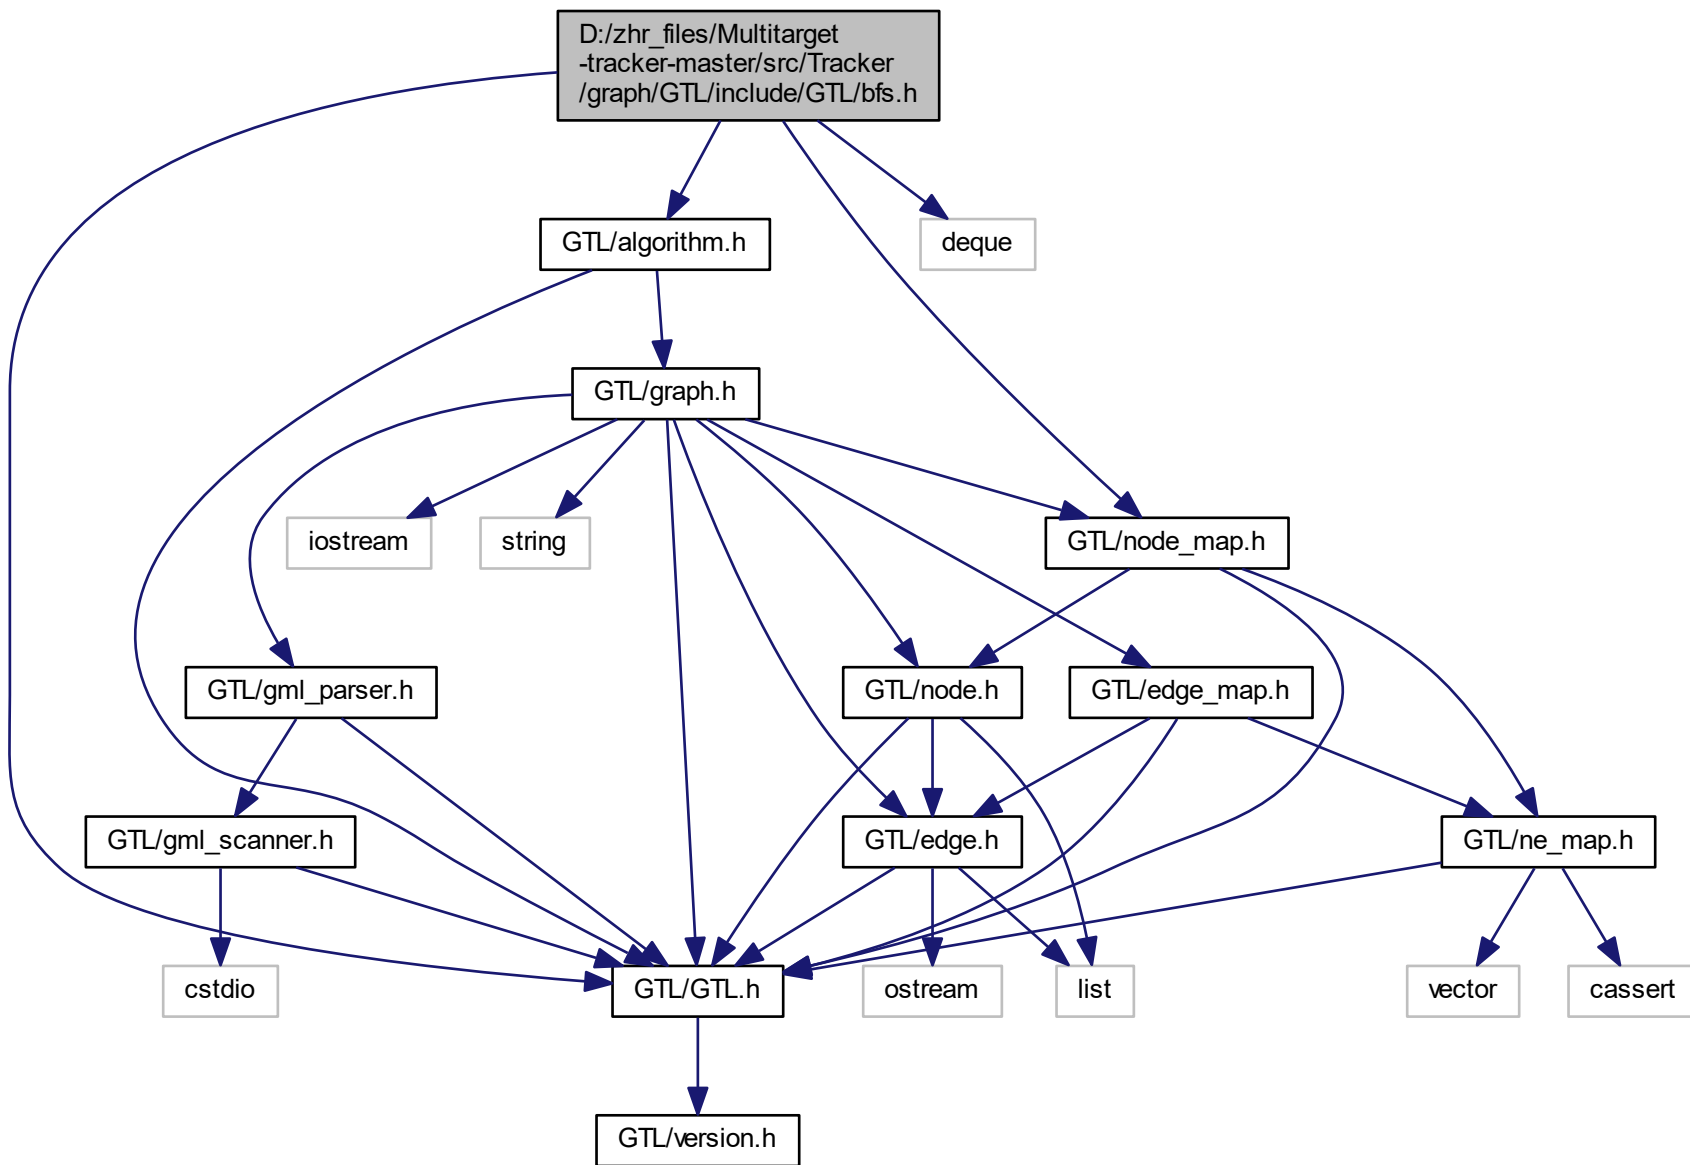 D:/zhr_files/Multitarget
-tracker-master/src/Tracker
/graph/GTL/include/GTL/bfs.h
GTL/algorithm.h
deque
GTL/graph.h
iostream
string
GTL/node_map.h
GTL/gml_parser.h
GTL/node.h
GTL/edge_map.h
GTL/gml_scanner.h
GTL/edge.h
GTL/ne_map.h
cstdio
GTL/GTL.h
ostream
list
vector
cassert
GTL/version.h